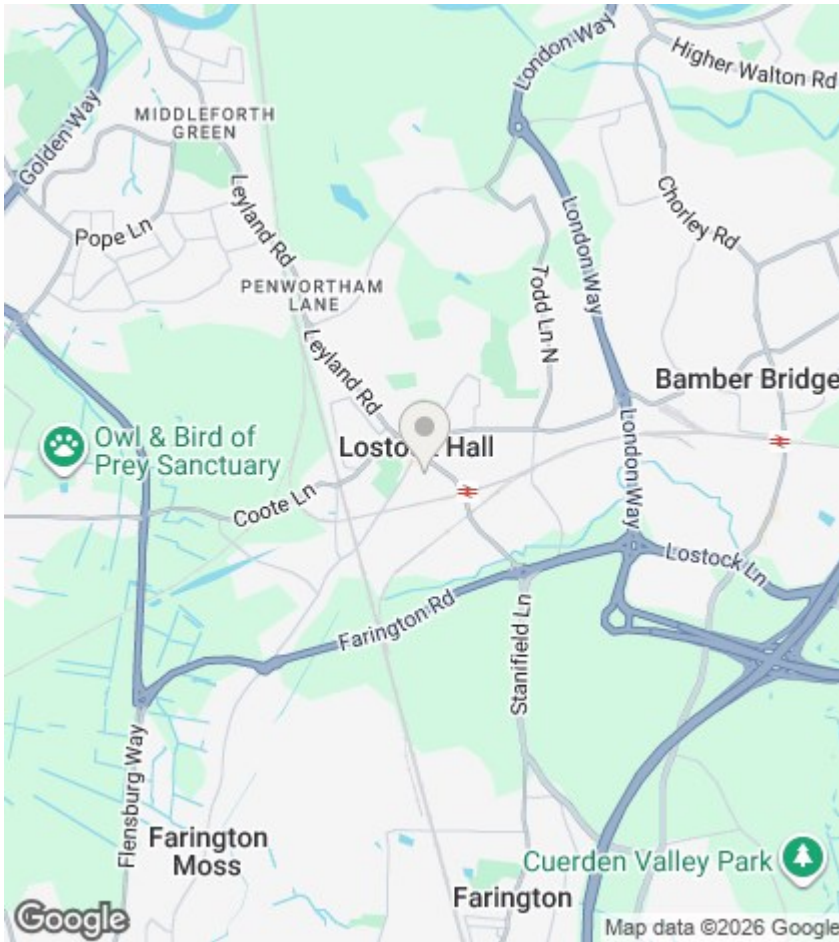 London Way
Higher Walton Rd
Golden Way
MIDDLEFORTH
GREEN
Leyland Rd
Pope Ln
London Way
Chorley Rd
PENWORTHAM
LANE
Todd Ln N
Leyland Rd
Bamber Bridge
Owl & Bird of
Prey Sanctuary
Lostock Hall
London Way
Coote Ln
Lostock Ln
Farington Rd
Stanifield Ln
Flensburg Way
Farington
Moss
Cuerden Valley Park
Farington
Google
Map data ©2026 Google